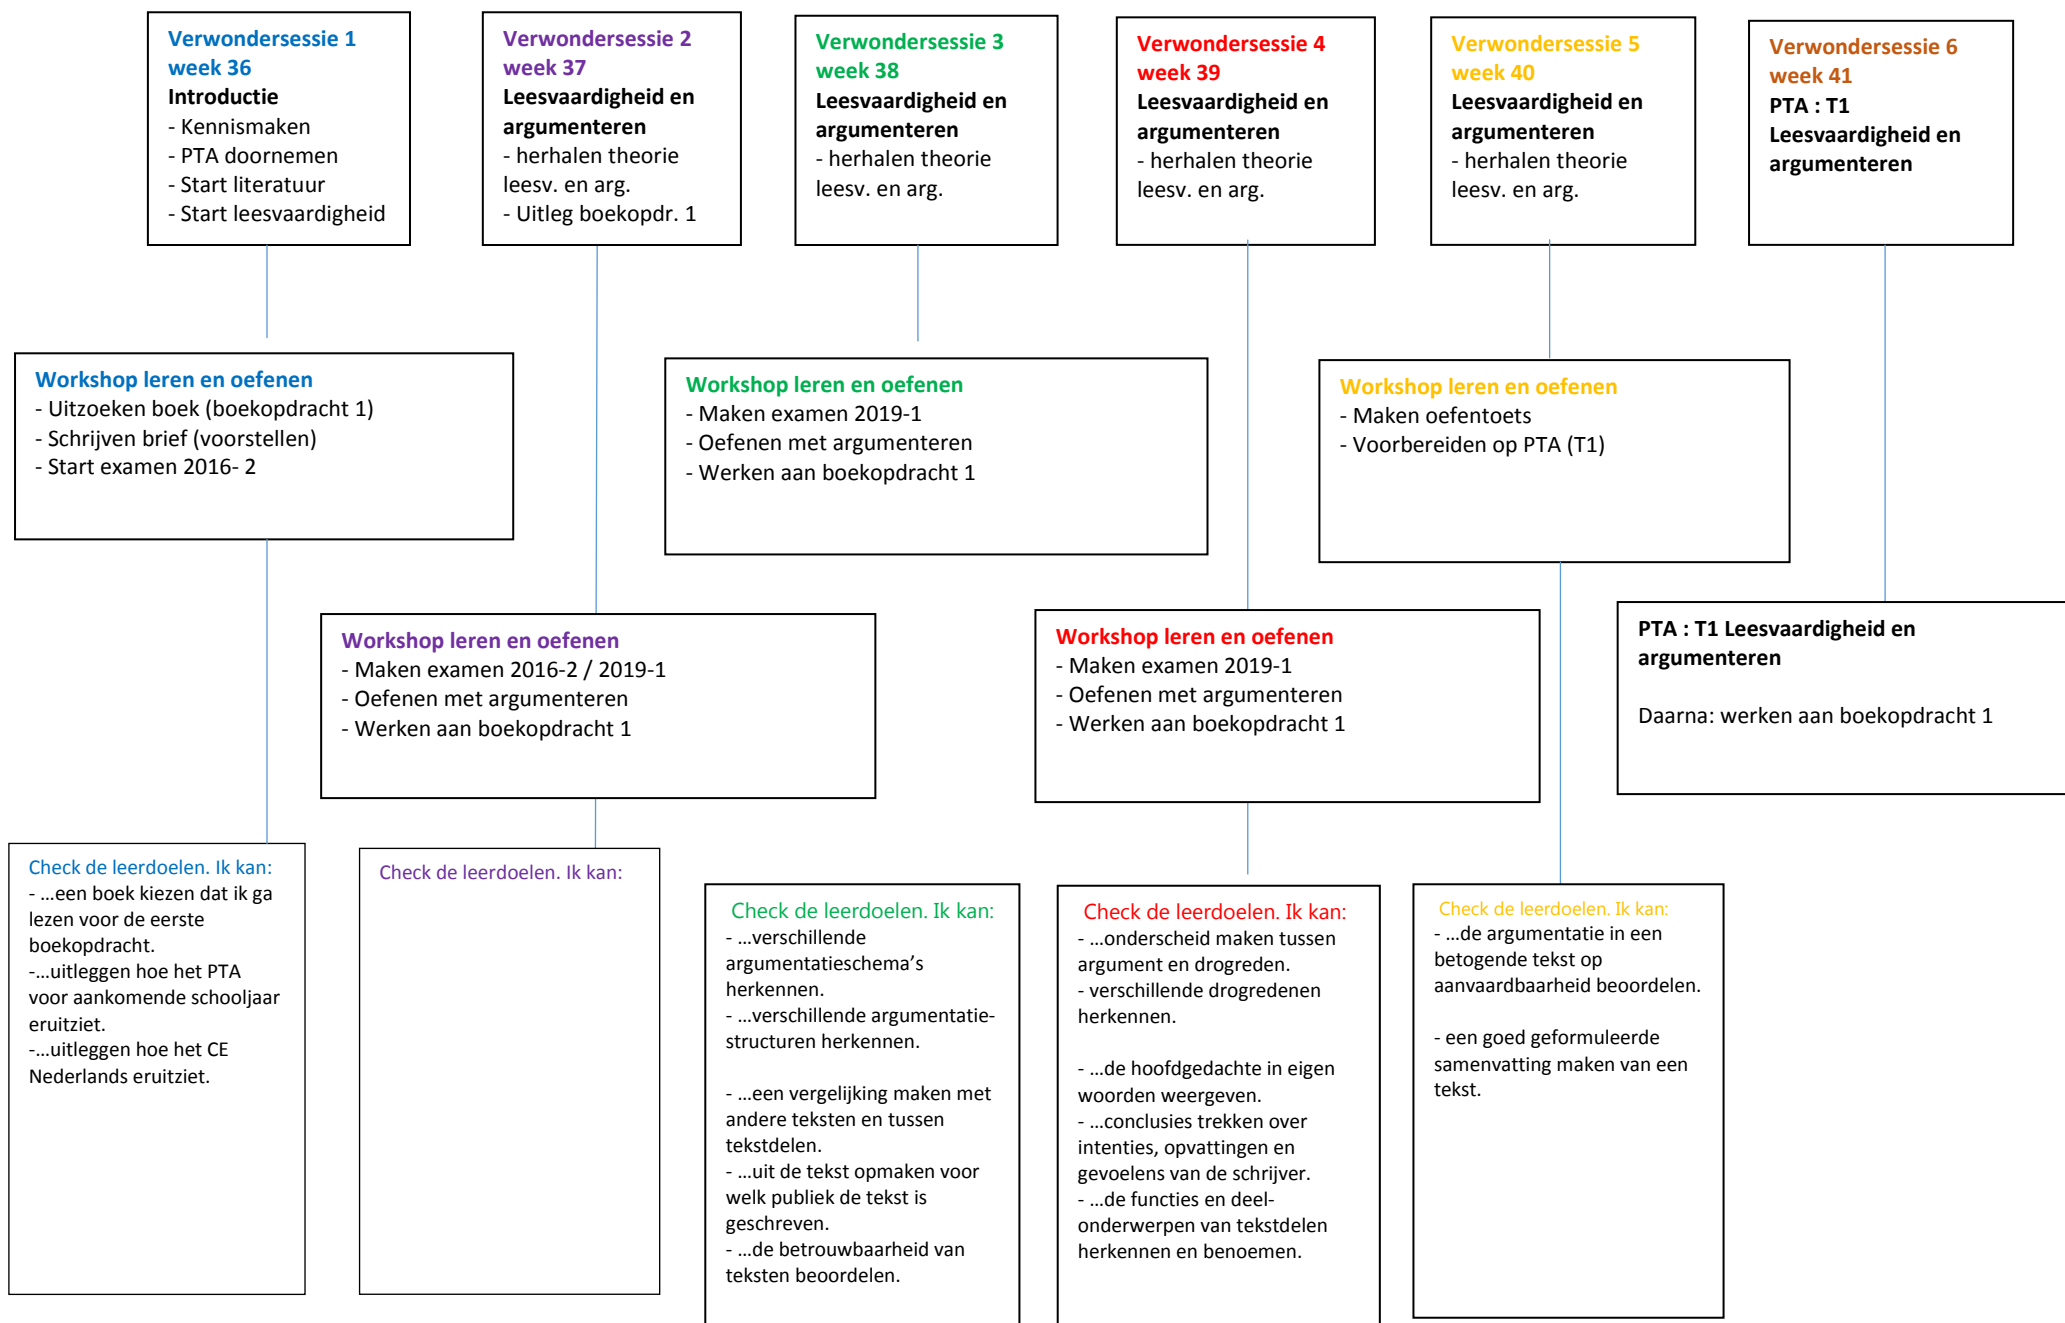 Verwondersessie 1
week 36
Introductie
- Kennismaken
- PTA doornemen
- Start literatuur
- Start leesvaardigheid
Verwondersessie 2
week 37
Leesvaardigheid en
argumenteren
- herhalen theorie
leesv. en arg.
- Uitleg boekopdr. 1
Verwondersessie 3
week 38
Leesvaardigheid en
argumenteren
- herhalen theorie
leesv. en arg.
Verwondersessie 4
week 39
Leesvaardigheid en
argumenteren
- herhalen theorie
leesv. en arg.
Verwondersessie 5
week 40
Leesvaardigheid en
argumenteren
- herhalen theorie
leesv. en arg.
Verwondersessie 6
week 41
PTA : T1
Leesvaardigheid en
argumenteren
Workshop leren en oefenen
- Uitzoeken boek (boekopdracht 1)
- Schrijven brief (voorstellen)
- Start examen 2016- 2
Workshop leren en oefenen
- Maken examen 2019-1
- Oefenen met argumenteren
- Werken aan boekopdracht 1
Workshop leren en oefenen
- Maken oefentoets
- Voorbereiden op PTA (T1)
Workshop leren en oefenen
- Maken examen 2016-2 / 2019-1
- Oefenen met argumenteren
- Werken aan boekopdracht 1
Workshop leren en oefenen
- Maken examen 2019-1
- Oefenen met argumenteren
- Werken aan boekopdracht 1
PTA : T1 Leesvaardigheid en
argumenteren
Daarna: werken aan boekopdracht 1
Check de leerdoelen. Ik kan:
- ...een boek kiezen dat ik ga
lezen voor de eerste
boekopdracht.
-...uitleggen hoe het PTA
voor aankomende schooljaar
eruitziet.
-...uitleggen hoe het CE
Nederlands eruitziet.
Check de leerdoelen. Ik kan:
Check de leerdoelen. Ik kan:
- ...verschillende
argumentatieschema's
herkennen.
- ...verschillende argumentatie-
structuren herkennen.
- ...een vergelijking maken met
andere teksten en tussen
tekstdelen.
- ...uit de tekst opmaken voor
welk publiek de tekst is
geschreven.
- ...de betrouwbaarheid van
teksten beoordelen.
Check de leerdoelen. Ik kan:
- ...onderscheid maken tussen
argument en drogreden.
- verschillende drogredenen
herkennen.
- ...de hoofdgedachte in eigen
woorden weergeven.
- ...conclusies trekken over
intenties, opvattingen en
gevoelens van de schrijver.
- ...de functies en deel-
onderwerpen van tekstdelen
herkennen en benoemen.
Check de leerdoelen. Ik kan:
- ...de argumentatie in een
betogende tekst op
aanvaardbaarheid beoordelen.
- een goed geformuleerde
samenvatting maken van een
tekst.